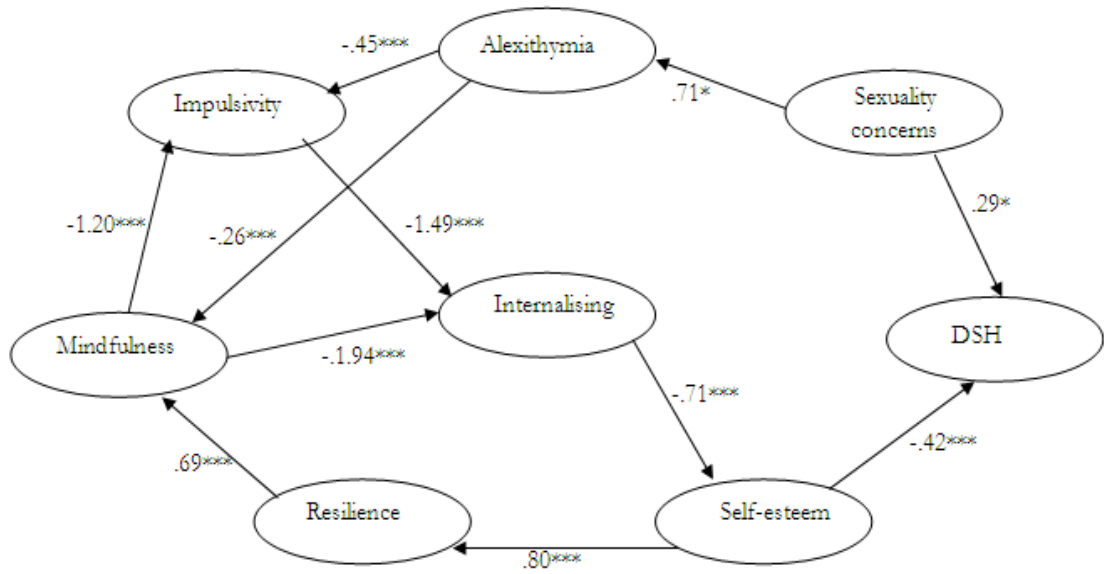 Alexithymia
-.45***
Impulsivity
.71*
Sexuality
concerns
-1.20***
-.26***
-1.49***
.29*
Internalising
Mindfulness
DSH
-.1.94***
-.71***
-.42***
.69***
Resilience
Self-esteem
.80***